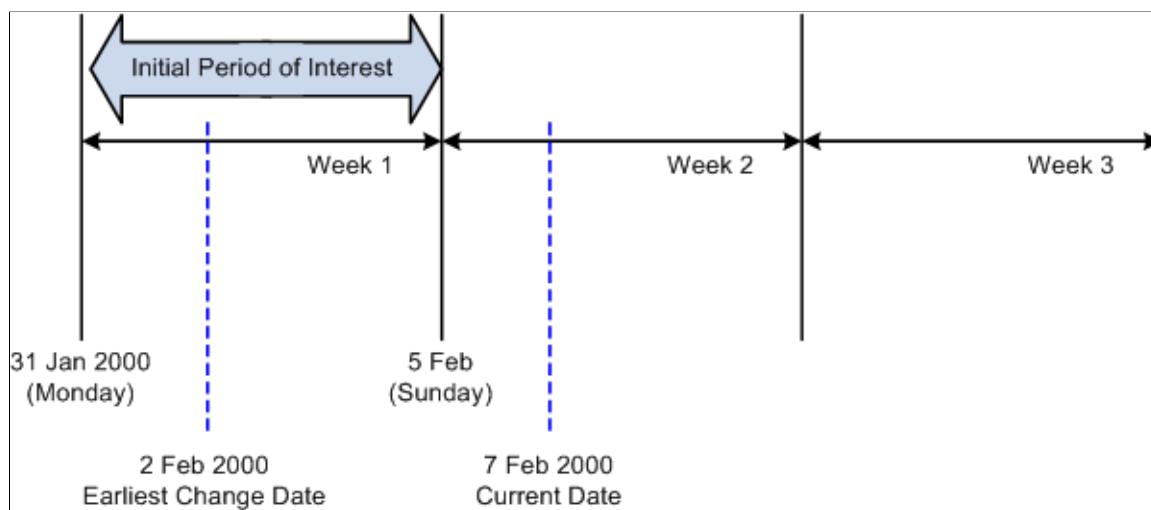 Initial Period of Interest
Week 1
Week 2
Week 3
31 Jan 2000
(Monday)
5 Feb
(Sunday)
2 Feb 2000
Earliest Change Date
7 Feb 2000
Current Date